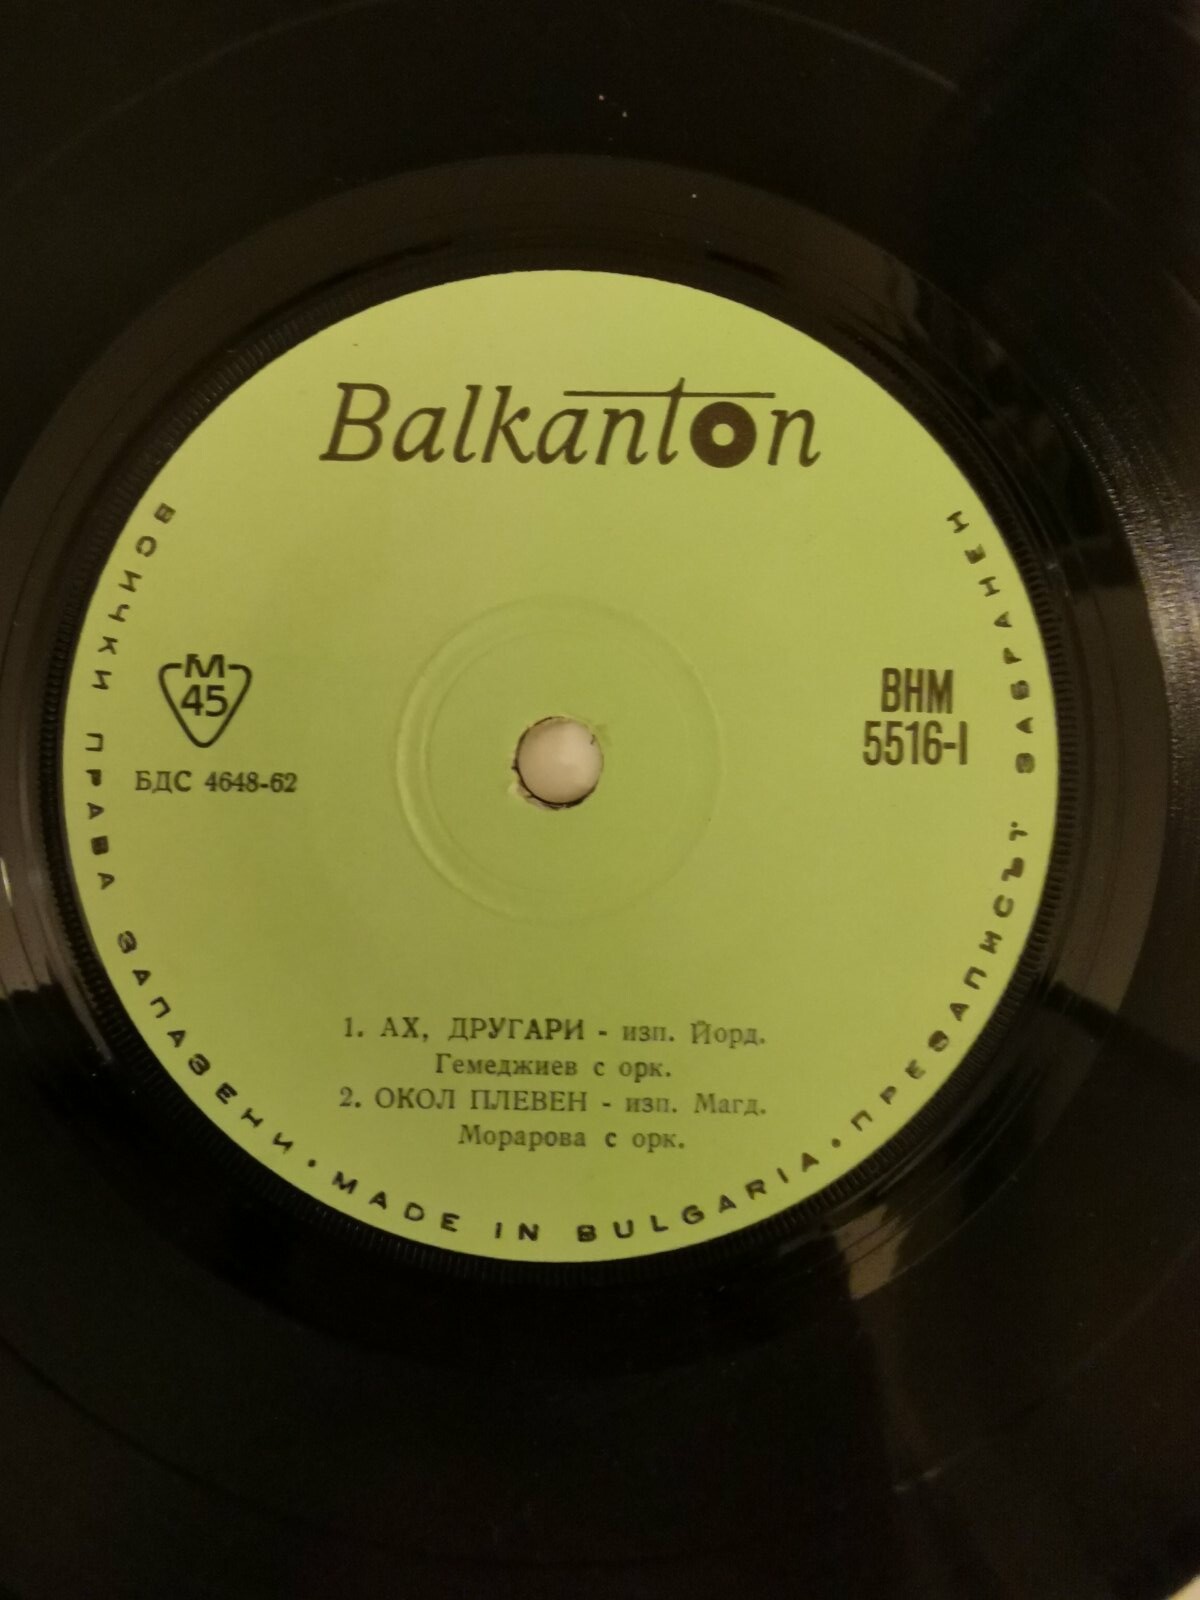 Balkanton
М
45
БДС 4648-62
ВНМ
5516-I
1. АХ, ДРУГАРИ - изп. Йорд.
Гемеджиев с орк.
2. ОКОЛ ПЛЕВЕН - изп. Магд.
Морарова с орк.
ВСИЧКИ ПРАВА ЗАПАЗЕНИ • MADE IN BULGARIA • ПРЕЗАПИСЪТ ЗАБРАНЕН